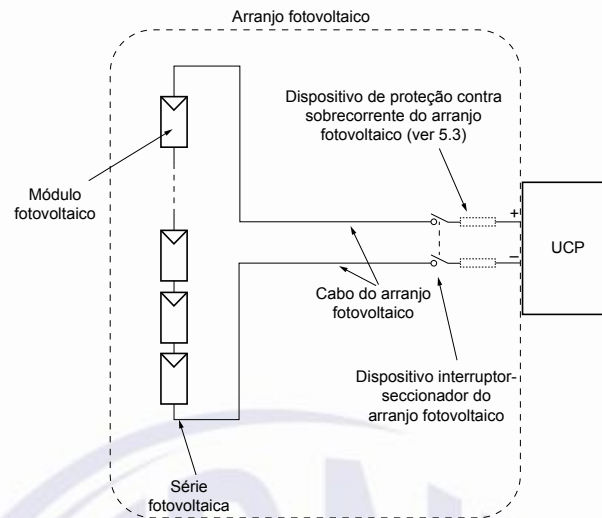 Arranjo fotovoltaico
Dispositivo de proteção contra
sobrecorrente do arranjo
fotovoltaico (ver 5.3)
Módulo
fotovoltaico
+
UCP
–
Cabo do arranjo
fotovoltaico
Dispositivo interruptor-
seccionador do
arranjo fotovoltaico
Série
fotovoltaica